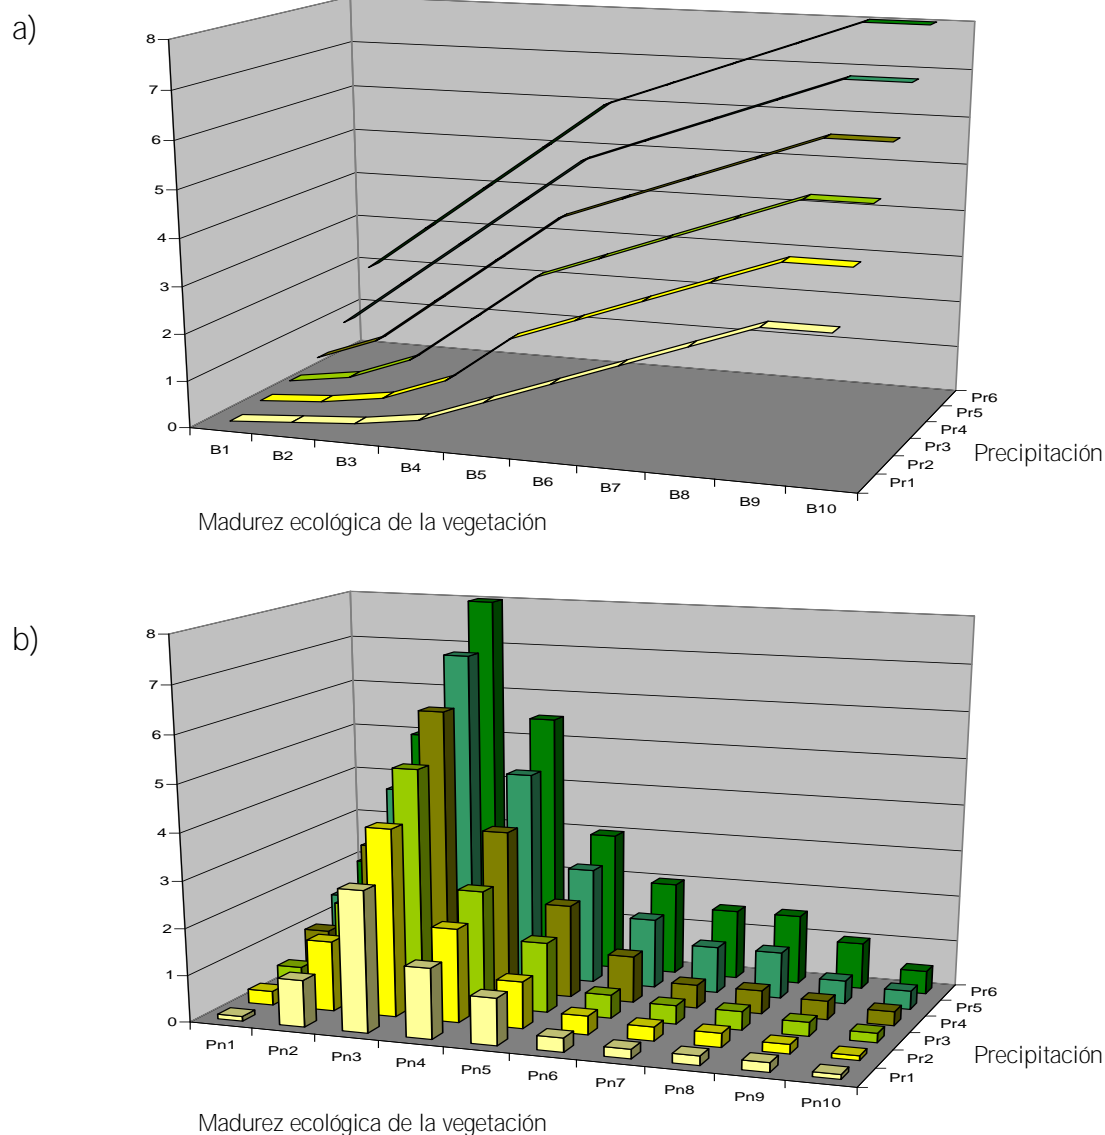 a)
8
7
6
5
4
3
2
1
0
B1 B2 B3 B4 B5 B6 B7 B8 B9 B10
Pr6
Pr5
Pr4
Pr3
Pr2
Pr1
Precipitación
Madurez ecológica de la vegetación
b)
8
7
6
5
4
3
2
1
0
Pn1 Pn2 Pn3 Pn4 Pn5 Pn6 Pn7 Pn8 Pn9 Pn10
Pr6
Pr5
Pr4
Pr3
Pr2
Pr1
Precipitación
Madurez ecológica de la vegetación